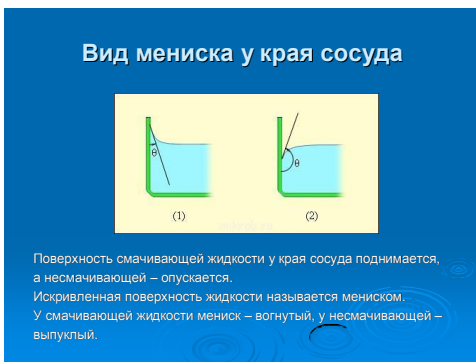 Вид мениска у края сосуда
θ
θ
(1)
(2)
Поверхность смачивающей жидкости у края сосуда поднимается,
а несмачивающей – опускается.
Искривленная поверхность жидкости называется мениском.
У смачивающей жидкости мениск – вогнутый, у несмачивающей –
выпуклый.